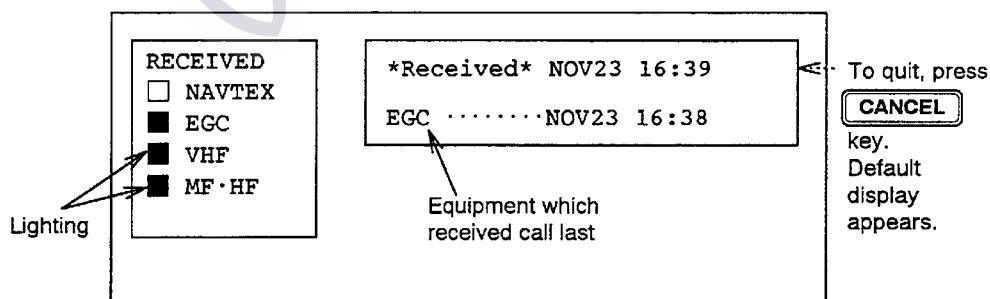 RECEIVED
NAVTEX
EGC
VHF
MF·HF
Lighting
*Received* NOV23 16:39
EGC ········NOV23 16:38
Equipment which
received call last
To quit, press
CANCEL
key.
Default
display
appears.